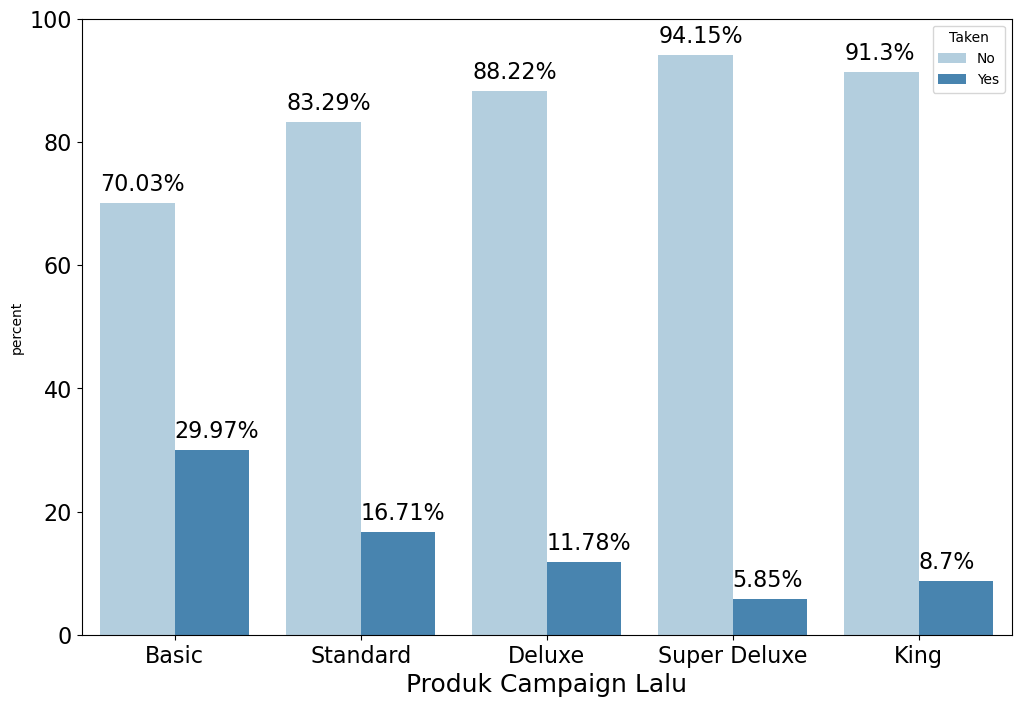 100
80
60
40
20
0
percent
70.03%
29.97%
83.29%
16.71%
88.22%
11.78%
94.15%
5.85%
91.3%
8.7%
Taken
No
Yes
Basic
Standard
Deluxe
Super Deluxe
King
Produk Campaign Lalu